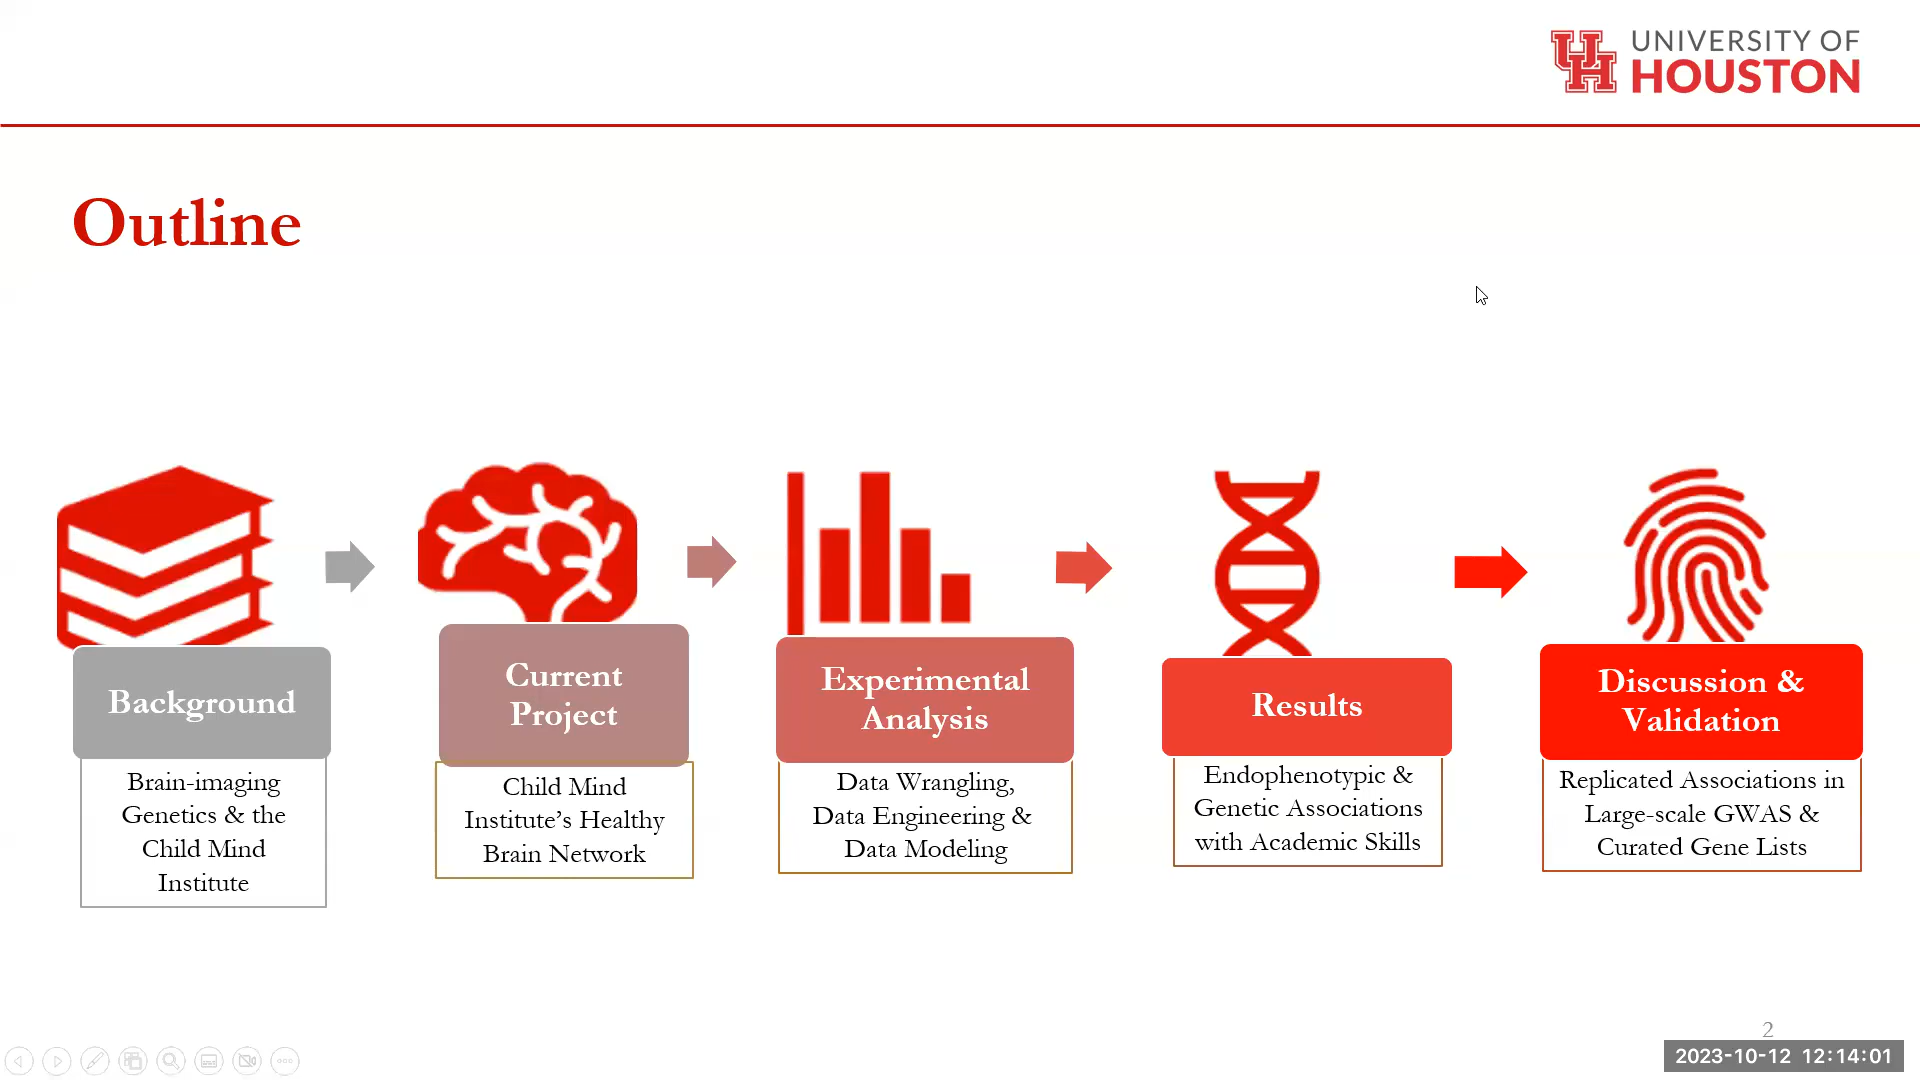 UNIVERSITY OF
HOUSTON
Outline
Background
Brain-imaging
Genetics & the
Child Mind
Institute
Current
Project
Child Mind
Institute’s Healthy
Brain Network
Experimental
Analysis
Data Wrangling,
Data Engineering &
Data Modeling
Results
Endophenotypic &
Genetic Associations
with Academic Skills
Discussion &
Validation
Replicated Associations in
Large-scale GWAS &
Curated Gene Lists
2
2023-10-12 12:14:01